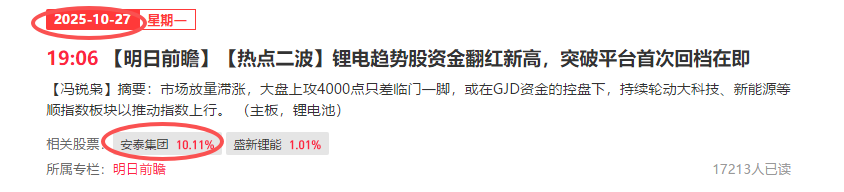 2025-10-27 星期一
19:06 【明日前瞻】【热点二波】锂电趋势股资金翻红新高，突破平台首次回档在即
【冯锐枭】摘要：市场放量滞涨，大盘上攻4000点只差临门一脚，或在GJD资金的控盘下，持续轮动大科技、新能源等
顺指数板块以推动指数上行。 （主板，锂电池）
相关股票： 安泰集团 10.11% 盛新锂能 1.01%
所属专栏：明日前瞻 17213人已读